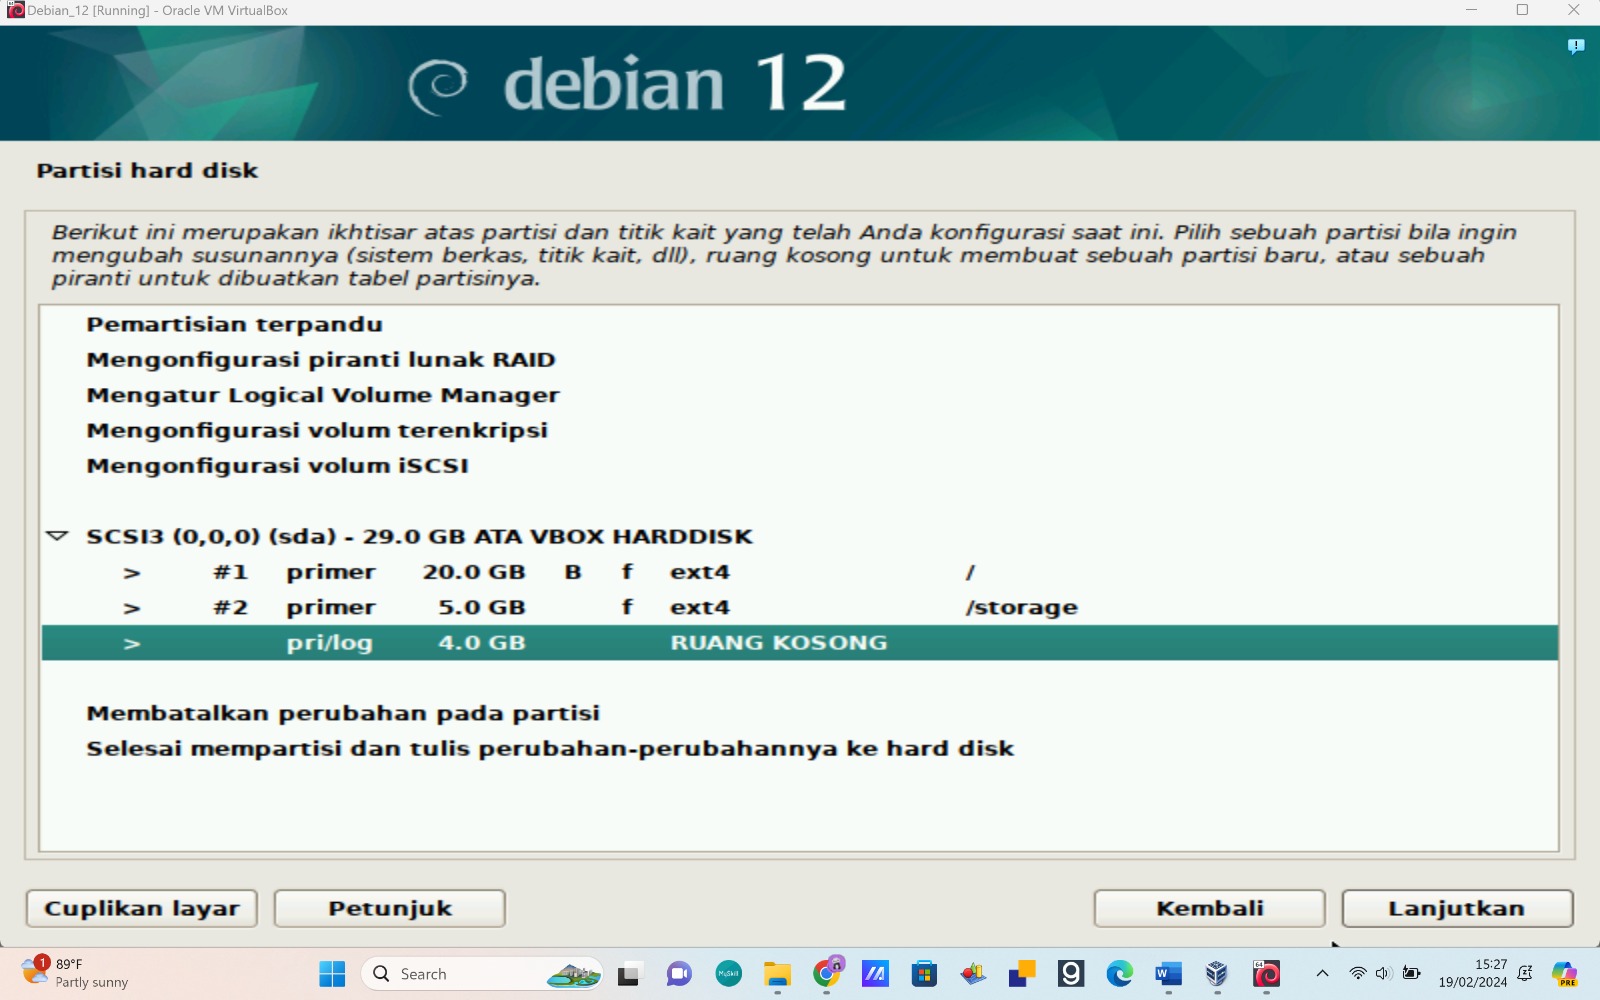 Debian_12 [Running] - Oracle VM VirtualBox
debian 12
Partisi hard disk
Berikut ini merupakan ikhtisar atas partisi dan titik kait yang telah Anda konfigurasi saat ini. Pilih sebuah partisi bila ingin
mengubah susunannya (sistem berkas, titik kait, dll), ruang kosong untuk membuat sebuah partisi baru, atau sebuah
piranti untuk dibuatkan tabel partisinya.
Pemartisian terpandu
Mengonfigurasi piranti lunak RAID
Mengatur Logical Volume Manager
Mengonfigurasi volum terenkripsi
Mengonfigurasi volum iSCSI
SCSI3 (0,0,0) (sda) - 29.0 GB ATA VBOX HARDDISK
> #1 primer 20.0 GB B f ext4 /
> #2 primer 5.0 GB f ext4 /storage
> pri/log 4.0 GB RUANG KOSONG
Membatalkan perubahan pada partisi
Selesai mempartisi dan tulis perubahan-perubahannya ke hard disk
Cuplikan layar Petunjuk Kembali Lanjutkan
1 89°F
Partly sunny
Search
MySkill
PRE
15:27
19/02/2024